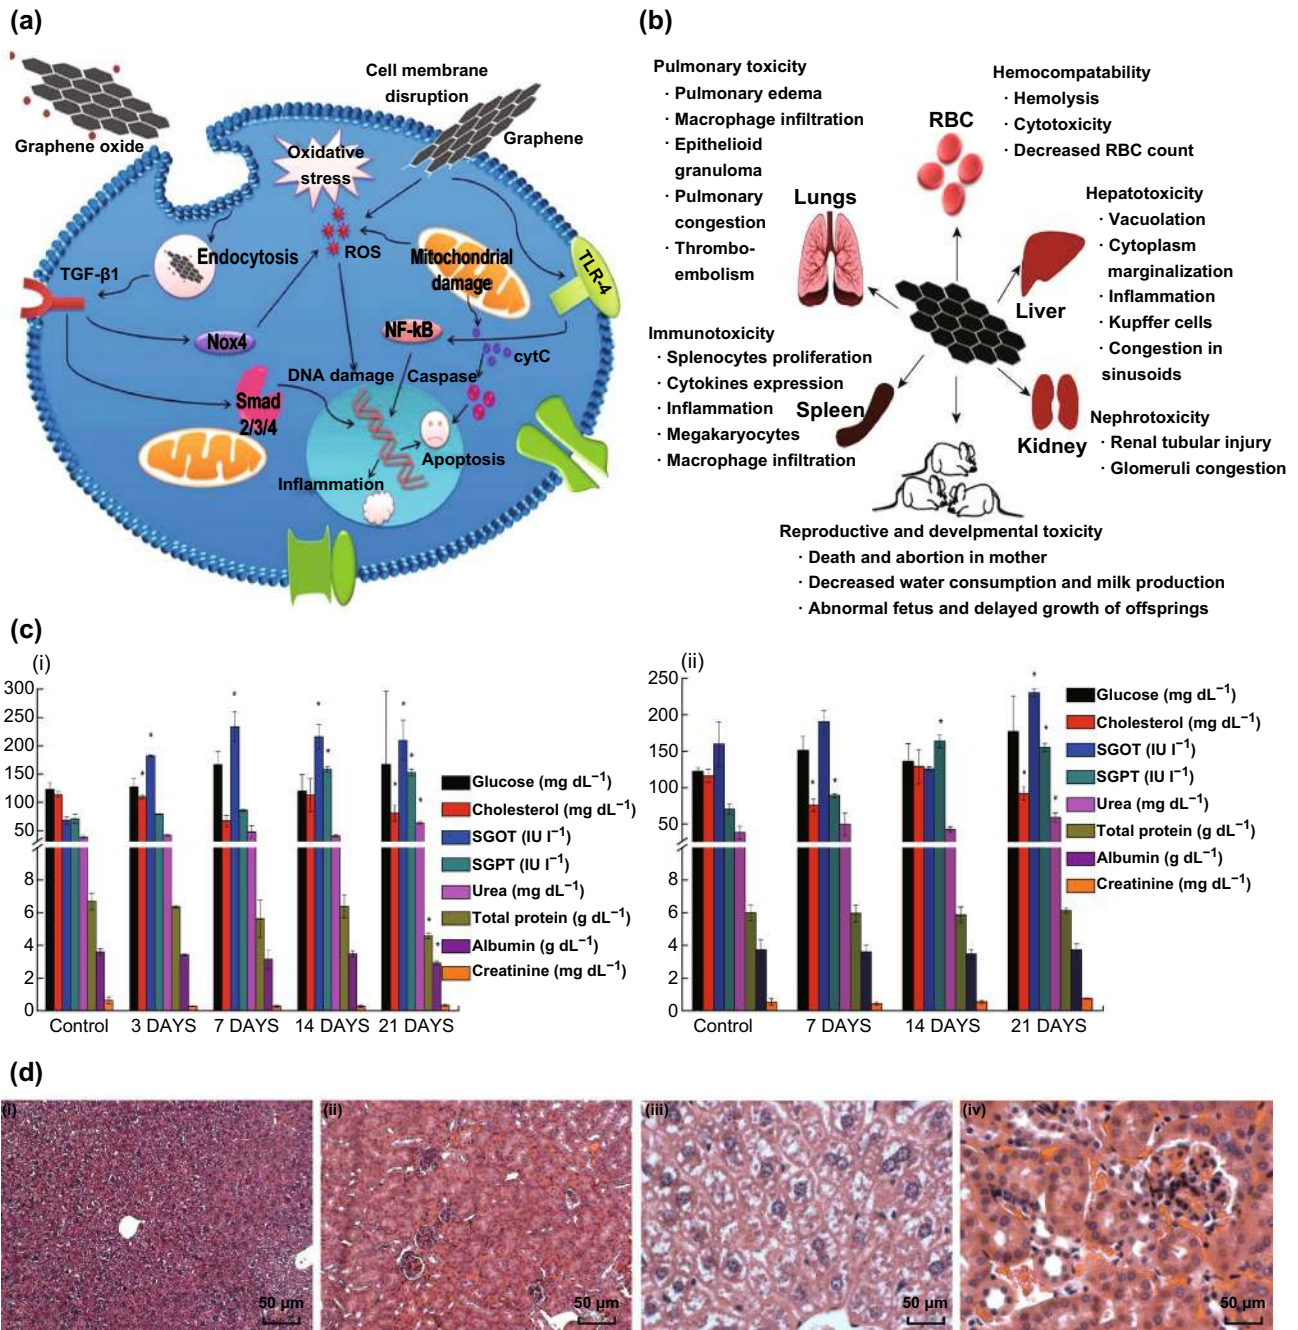 (a)
Graphene oxide
Cell membrane
disruption
Graphene
Oxidative
stress
ROS
Endocytosis
Mitochondrial
damage
TLR-4
TGF-β1
Nox4
NF-kB
cytC
DNA damage
Caspase
Smad
2/3/4
Apoptosis
Inflammation
(b)
Pulmonary toxicity
· Pulmonary edema
· Macrophage infiltration
· Epithelioid
granuloma
· Pulmonary
congestion
· Thrombo-
embolism
Lungs
RBC
Hemocompatability
· Hemolysis
· Cytotoxicity
· Decreased RBC count
Hepatotoxicity
· Vacuolation
· Cytoplasm
marginalization
· Inflammation
· Kupffer cells
· Congestion in
sinusoids
Liver
Immunotoxicity
· Splenocytes proliferation
· Cytokines expression
· Inflammation
· Megakaryocytes
· Macrophage infiltration
Spleen
Kidney
Nephrotoxicity
· Renal tubular injury
· Glomeruli congestion
Reproductive and develpmental toxicity
· Death and abortion in mother
· Decreased water consumption and milk production
· Abnormal fetus and delayed growth of offsprings
(c)
(i)
300
250
200
150
100
50
8
6
4
2
0
* * * * * * * * * * *
Control
3 DAYS
7 DAYS
14 DAYS
21 DAYS
Glucose (mg dL⁻¹)
Cholesterol (mg dL⁻¹)
SGOT (IU l⁻¹)
SGPT (IU l⁻¹)
Urea (mg dL⁻¹)
Total protein (g dL⁻¹)
Albumin (g dL⁻¹)
Creatinine (mg dL⁻¹)
(ii)
250
200
150
100
50
8
6
4
2
0
* * * * * * *
Control
7 DAYS
14 DAYS
21 DAYS
Glucose (mg dL⁻¹)
Cholesterol (mg dL⁻¹)
SGOT (IU l⁻¹)
SGPT (IU l⁻¹)
Urea (mg dL⁻¹)
Total protein (g dL⁻¹)
Albumin (g dL⁻¹)
Creatinine (mg dL⁻¹)
(d)
(i)
50 µm
(ii)
50 µm
(iii)
50 µm
(iv)
50 µm